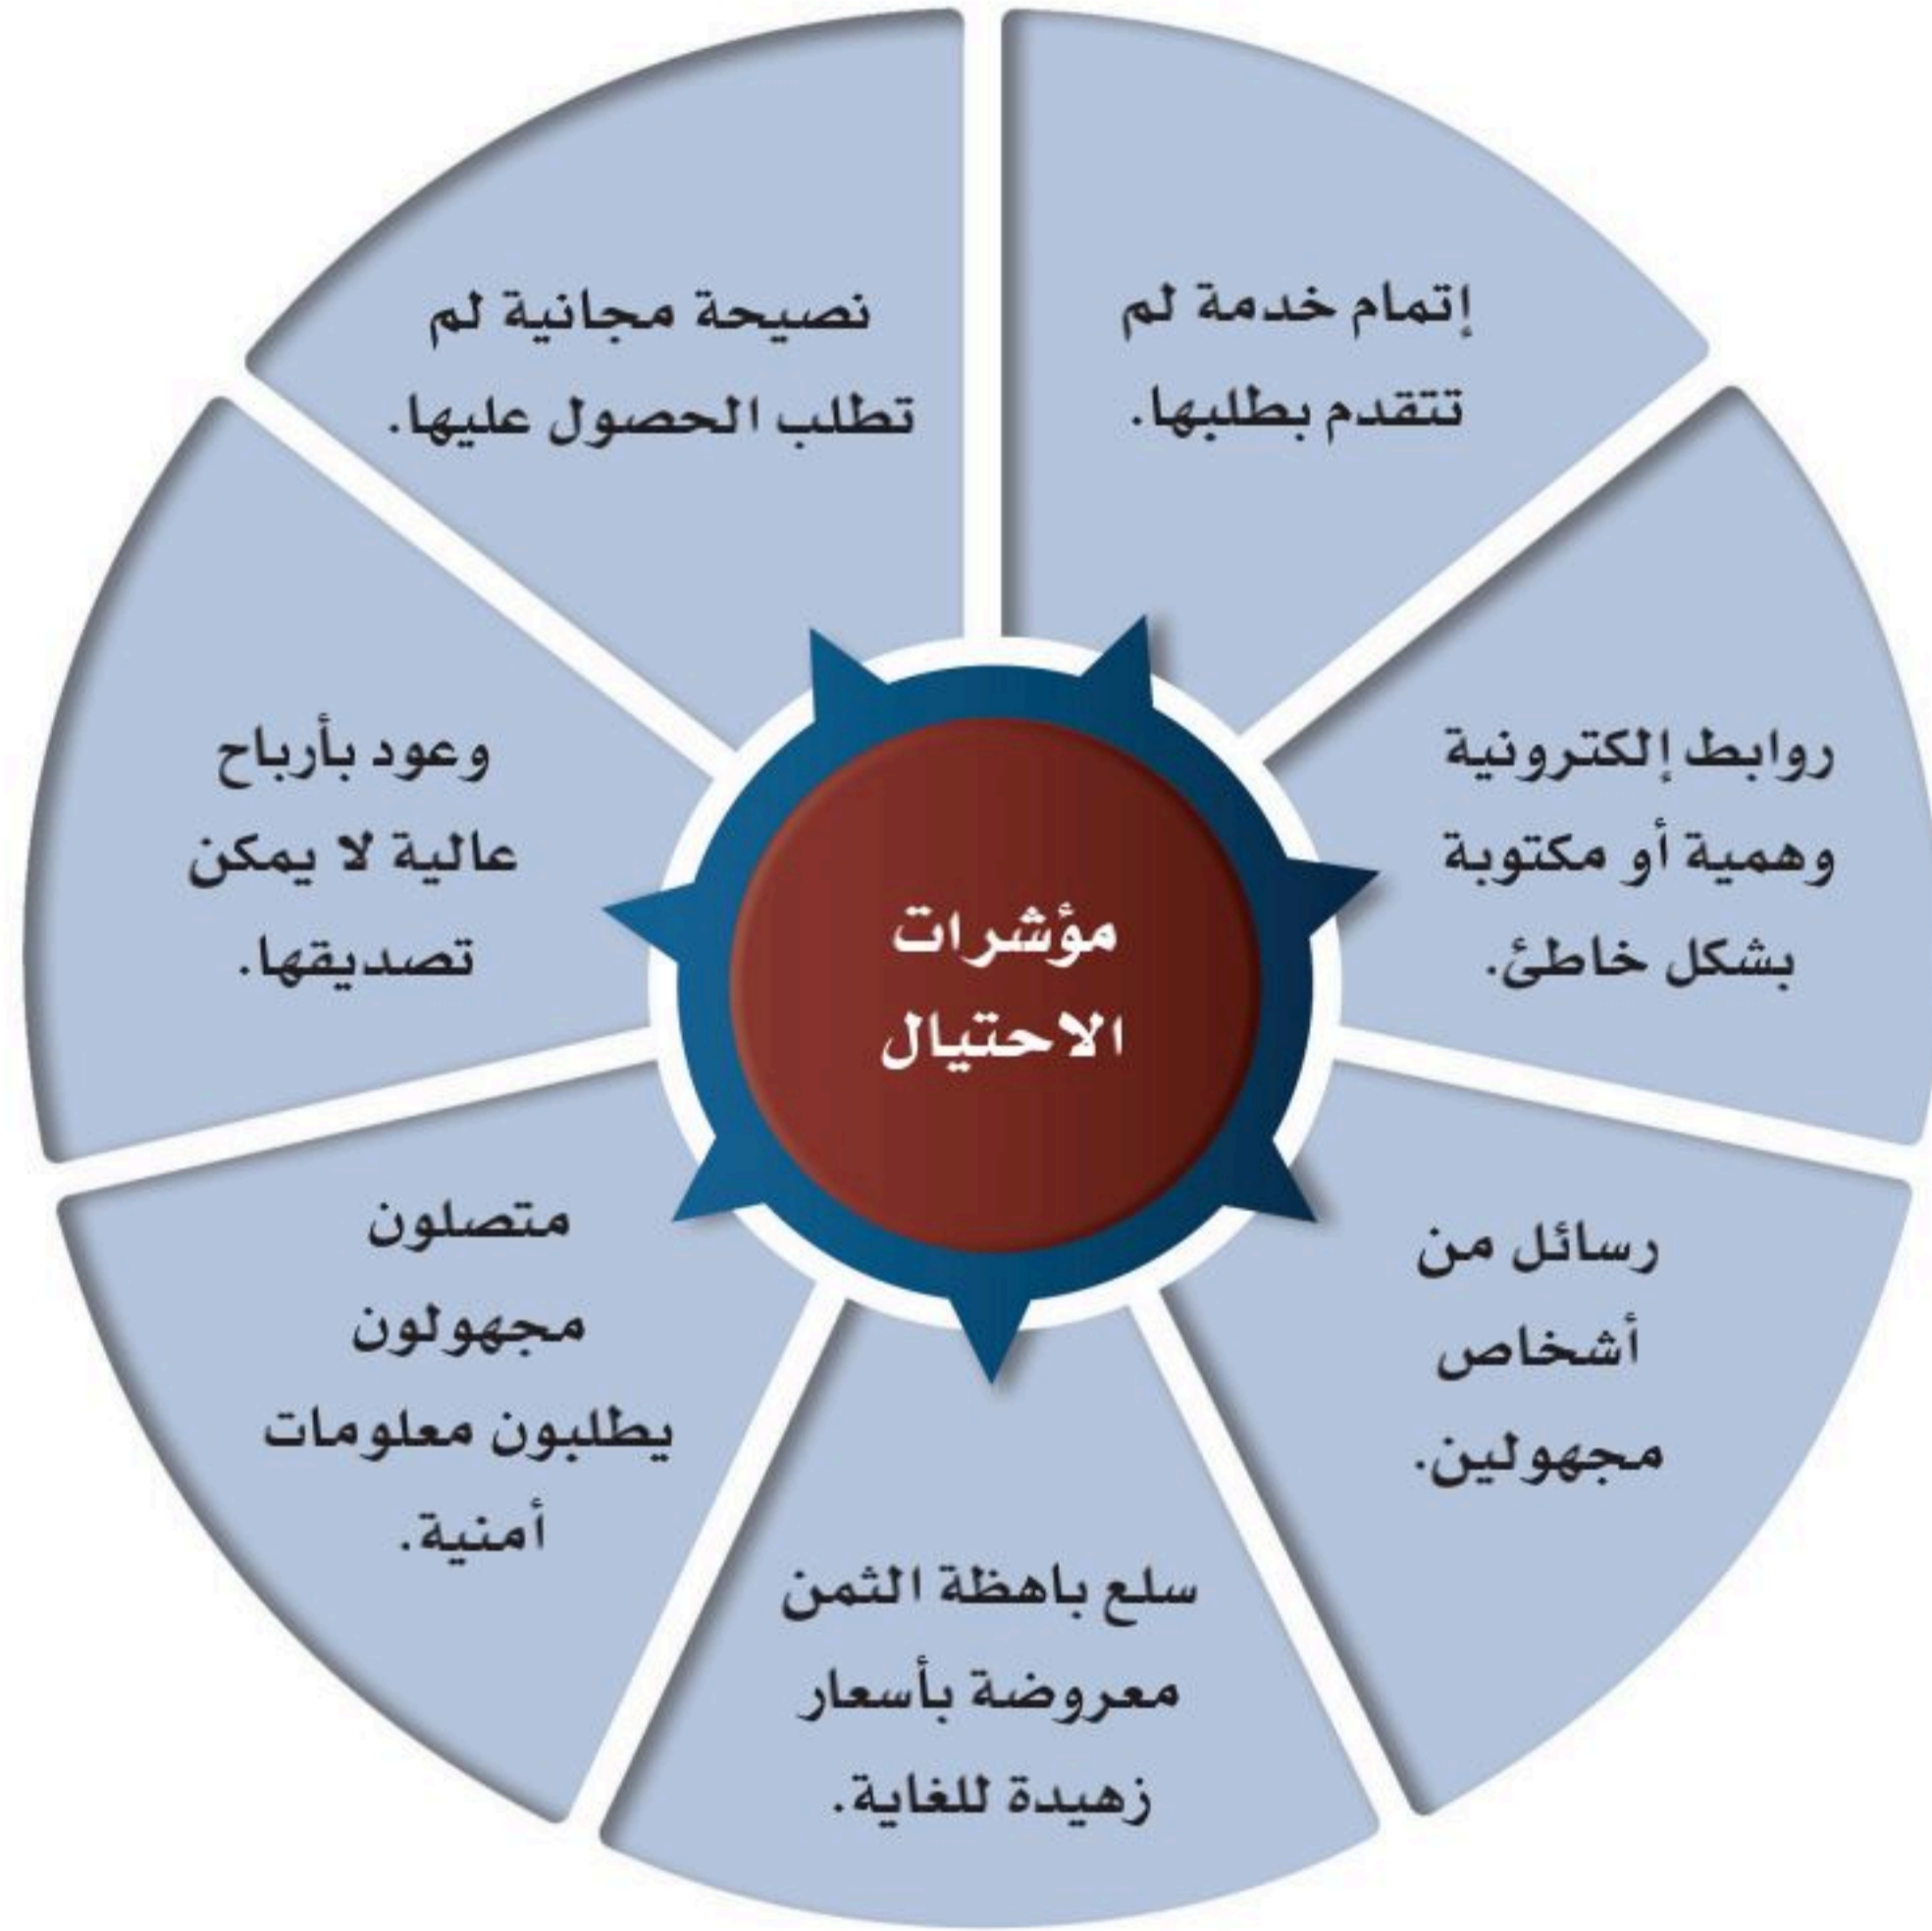 مؤشرات
الاحتيال
إتمام خدمة لم
تتقدم بطلبها.
روابط إلكترونية
وهمية أو مكتوبة
بشكل خاطئ.
رسائل من
أشخاص
مجهولين.
سلع باهظة الثمن
معروضة بأسعار
زهيدة للغاية.
متصلون
مجهولون
يطلبون معلومات
أمنية.
وعود بأرباح
عالية لا يمكن
تصديقها.
نصيحة مجانية لم
تطلب الحصول عليها.